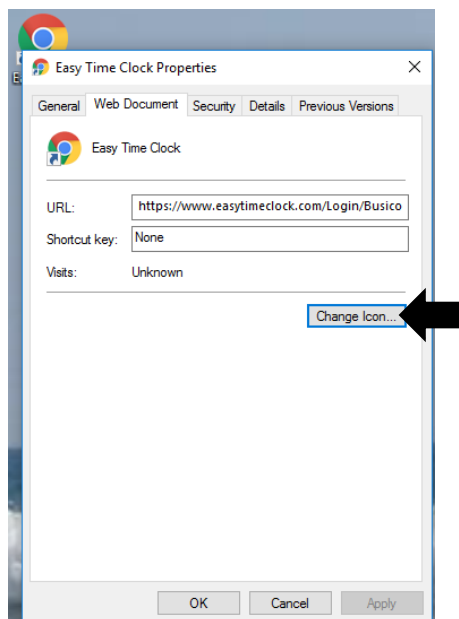 Easy Time Clock Properties
General Web Document Security Details Previous Versions
Easy Time Clock
URL: https://www.easytimeclock.com/Login/Busico
Shortcut key: None
Visits: Unknown
Change Icon...
OK Cancel Apply